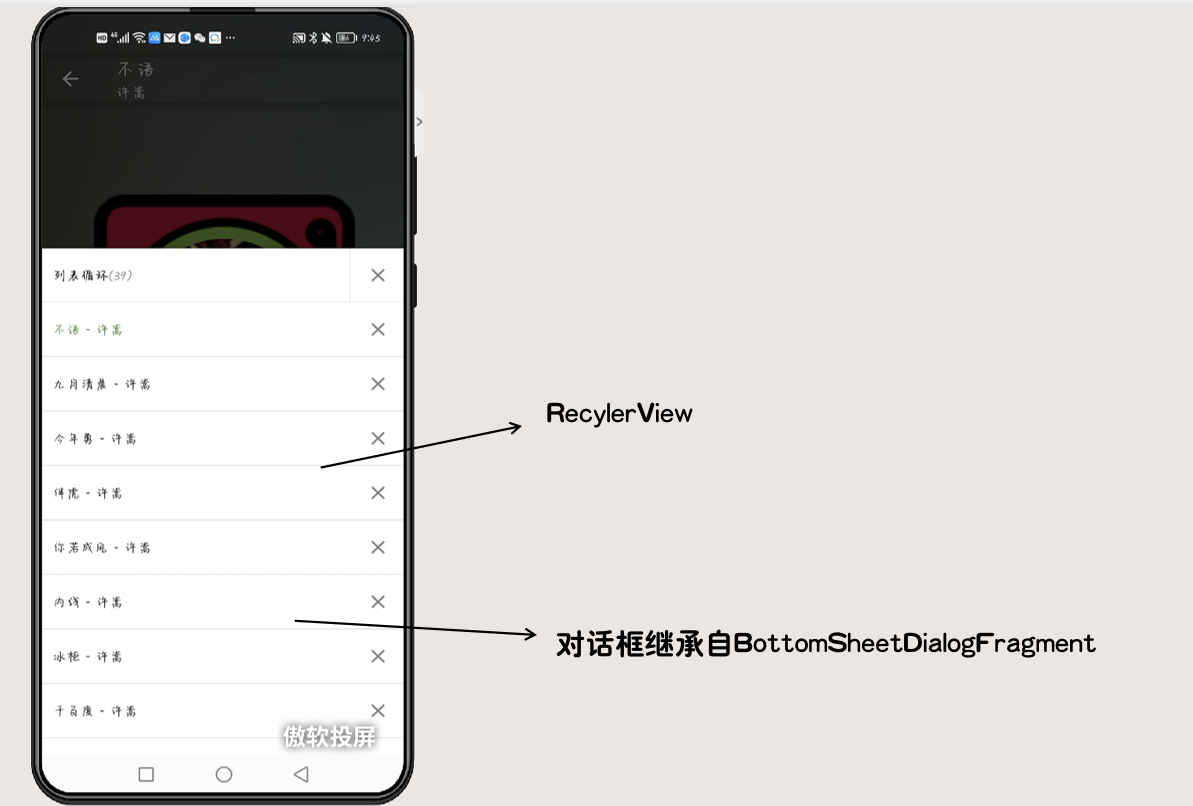 HD 4G 9:45
不语
许嵩
列表循环(39)
不语 - 许嵩
九月清晨 - 许嵩
今年勇 - 许嵩
RecylerView
伴虎 - 许嵩
你若成风 - 许嵩
内线 - 许嵩
对话框继承自BottomSheetDialogFragment
冰柜 - 许嵩
千百度 - 许嵩
傲软投屏